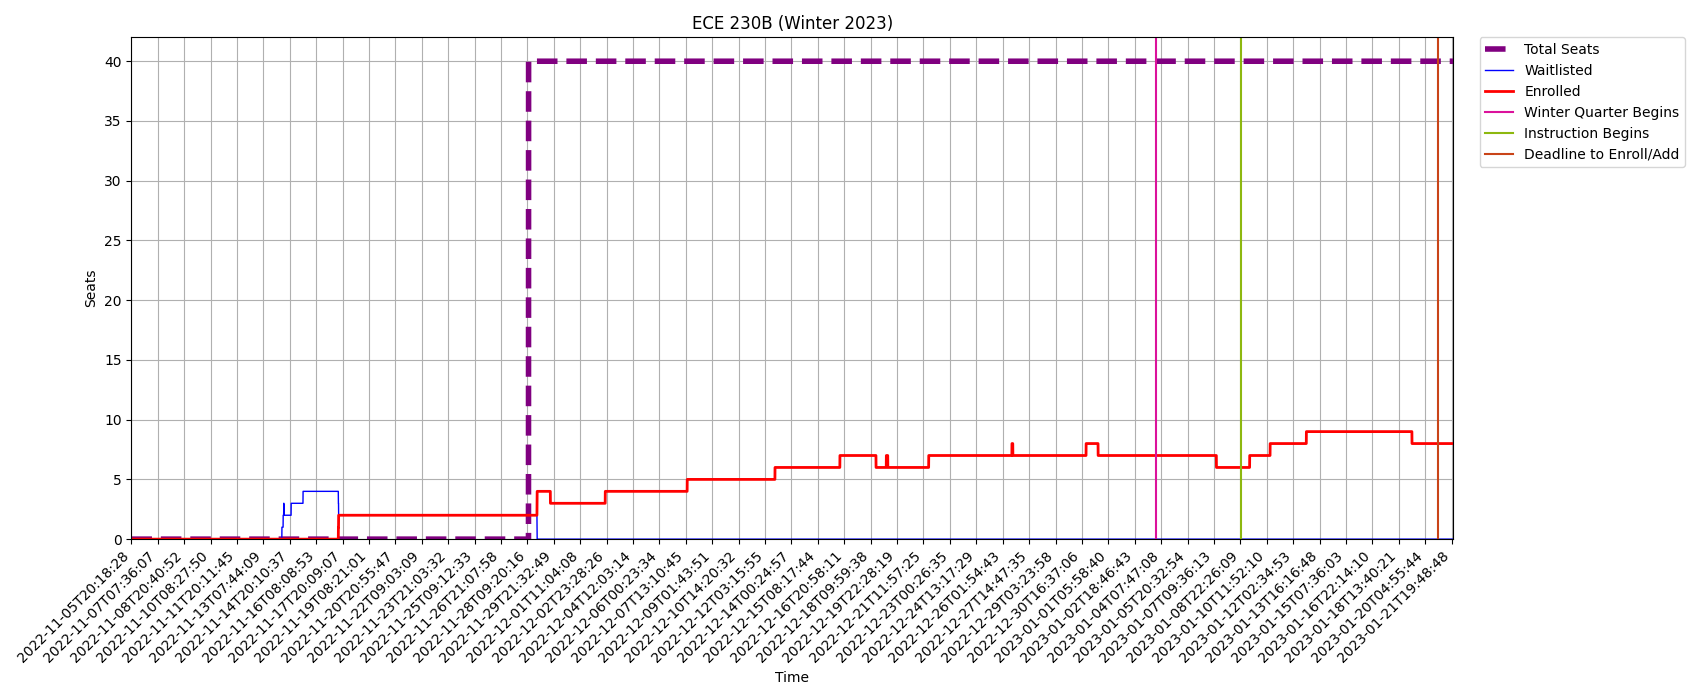 ECE 230B (Winter 2023)
Seats
40
35
30
25
20
15
10
5
0
2022-11-05T20:18:28
2022-11-07T07:36:07
2022-11-08T20:40:52
2022-11-10T08:27:50
2022-11-11T20:11:45
2022-11-13T07:44:09
2022-11-14T20:10:37
2022-11-16T08:08:53
2022-11-17T20:09:07
2022-11-19T08:21:01
2022-11-20T20:55:47
2022-11-22T09:03:09
2022-11-23T21:03:32
2022-11-25T09:12:33
2022-11-26T21:07:58
2022-11-28T09:20:16
2022-11-29T21:32:49
2022-12-01T11:04:08
2022-12-02T23:28:26
2022-12-04T12:03:14
2022-12-06T00:23:34
2022-12-07T13:10:45
2022-12-09T01:43:51
2022-12-10T14:20:32
2022-12-12T03:15:55
2022-12-14T00:24:57
2022-12-15T08:17:44
2022-12-16T20:58:11
2022-12-18T09:59:38
2022-12-19T22:28:19
2022-12-21T11:57:25
2022-12-23T00:26:35
2022-12-24T13:17:29
2022-12-26T01:54:43
2022-12-27T14:47:35
2022-12-29T03:23:58
2022-12-30T16:37:06
2023-01-01T05:58:40
2023-01-02T18:46:43
2023-01-04T07:47:08
2023-01-05T20:32:54
2023-01-07T09:36:13
2023-01-08T22:26:09
2023-01-10T11:52:10
2023-01-12T02:34:53
2023-01-13T16:16:48
2023-01-15T07:36:03
2023-01-16T22:14:10
2023-01-18T13:40:21
2023-01-20T04:55:44
2023-01-21T19:48:48
Time
Total Seats
Waitlisted
Enrolled
Winter Quarter Begins
Instruction Begins
Deadline to Enroll/Add